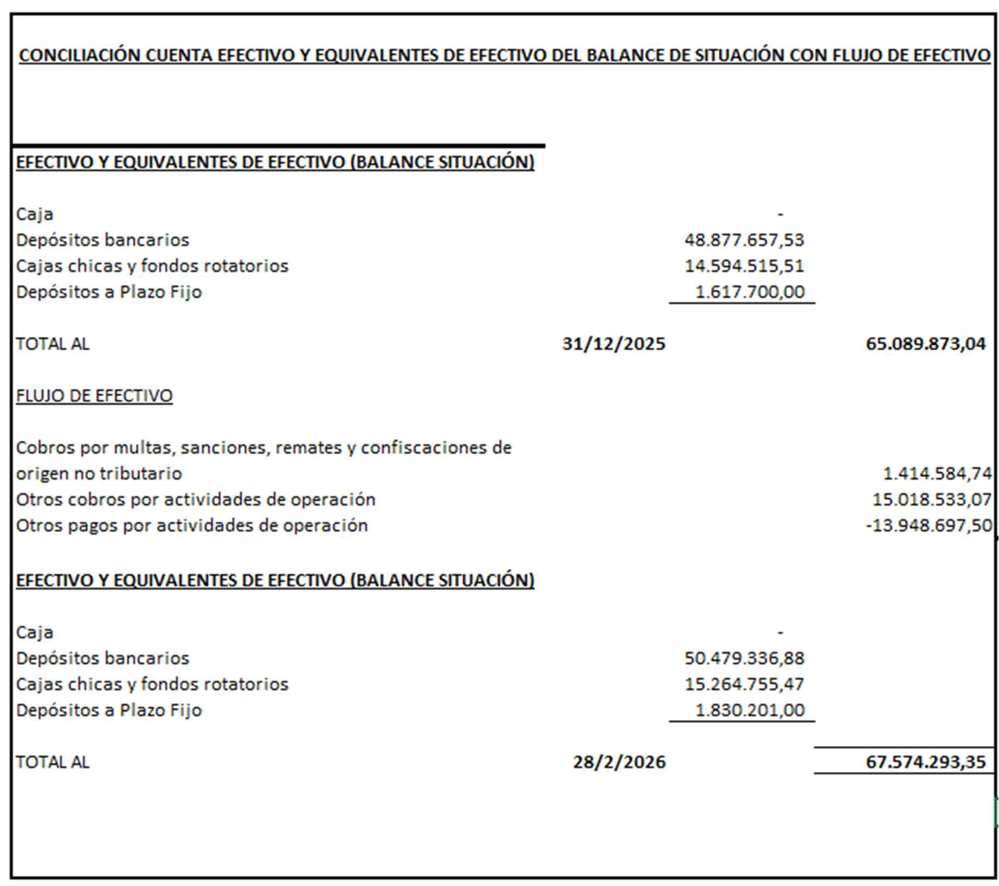 CONCILIACIÓN CUENTA EFECTIVO Y EQUIVALENTES DE EFECTIVO DEL BALANCE DE SITUACIÓN CON FLUJO DE EFECTIVO
EFECTIVO Y EQUIVALENTES DE EFECTIVO (BALANCE SITUACIÓN)
Caja -
Depósitos bancarios 48.877.657,53
Cajas chicas y fondos rotatorios 14.594.515,51
Depósitos a Plazo Fijo 1.617.700,00
TOTAL AL 31/12/2025 65.089.873,04
FLUJO DE EFECTIVO
Cobros por multas, sanciones, remates y confiscaciones de
origen no tributario 1.414.584,74
Otros cobros por actividades de operación 15.018.533,07
Otros pagos por actividades de operación -13.948.697,50
EFECTIVO Y EQUIVALENTES DE EFECTIVO (BALANCE SITUACIÓN)
Caja -
Depósitos bancarios 50.479.336,88
Cajas chicas y fondos rotatorios 15.264.755,47
Depósitos a Plazo Fijo 1.830.201,00
TOTAL AL 28/2/2026 67.574.293,35